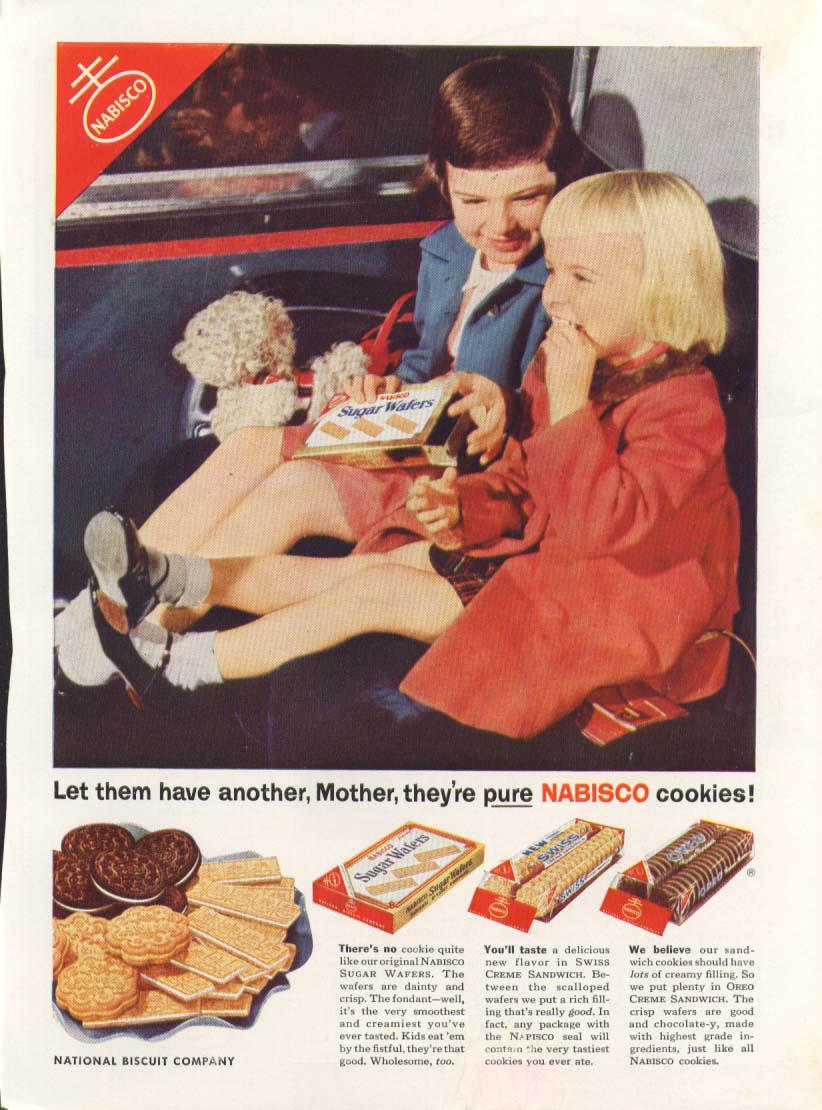 NABISCO
NABISCO
Sugar Wafers
Let them have another, Mother, they're pure NABISCO cookies!
NABISCO
Sugar Wafers
NABISCO Sugar Wafers
NEW
SWISS
SWISS
OREO
OREO
®
There's no cookie quite
like our original NABISCO
SUGAR WAFERS. The
wafers are dainty and
crisp. The fondant—well,
it's the very smoothest
and creamiest you've
ever tasted. Kids eat 'em
by the fistful, they're that
good. Wholesome, too.
You'll taste a delicious
new flavor in SWISS
CREME SANDWICH. Be-
tween the scalloped
wafers we put a rich fill-
ing that's really good. In
fact, any package with
the NABISCO seal will
contain the very tastiest
cookies you ever ate.
We believe our sand-
wich cookies should have
lots of creamy filling. So
we put plenty in OREO
CREME SANDWICH. The
crisp wafers are good
and chocolate-y, made
with highest grade in-
gredients, just like all
NABISCO cookies.
NATIONAL BISCUIT COMPANY